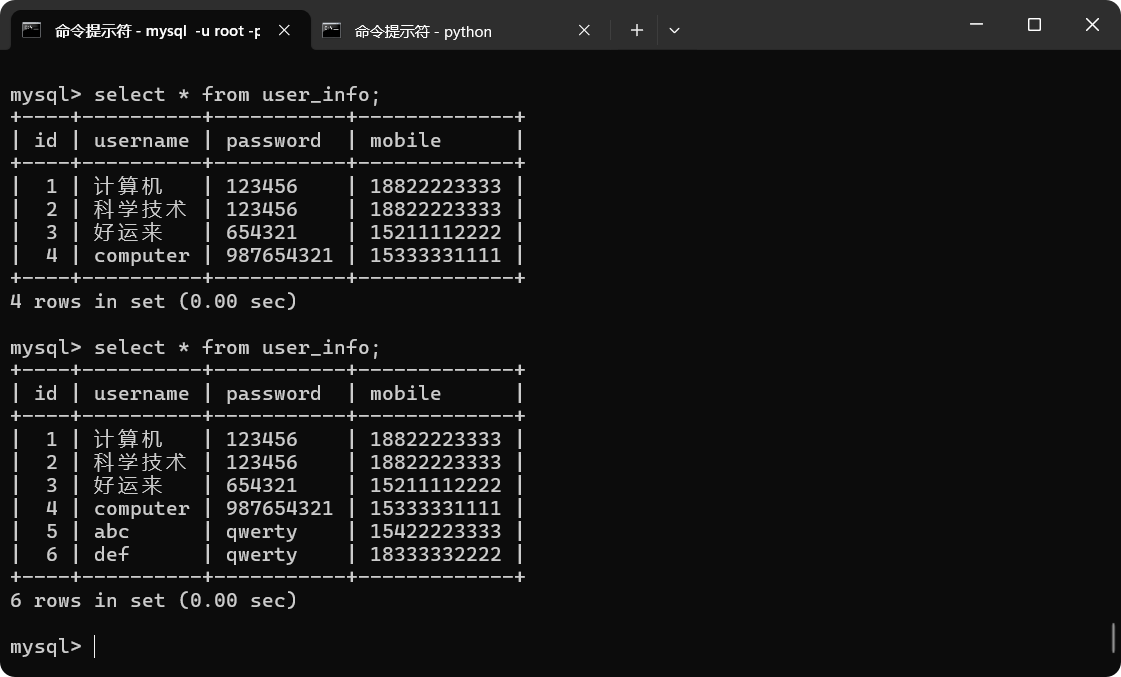 命令提示符 - mysql  -u root -p
命令提示符 - python
mysql> select * from user_info;
+----+----------+-----------+-------------+
| id | username | password  | mobile      |
+----+----------+-----------+-------------+
|  1 | 计算机   | 123456    | 18822223333 |
|  2 | 科学技术 | 123456    | 18822223333 |
|  3 | 好运来   | 654321    | 15211112222 |
|  4 | computer | 987654321 | 15333331111 |
+----+----------+-----------+-------------+
4 rows in set (0.00 sec)
mysql> select * from user_info;
+----+----------+-----------+-------------+
| id | username | password  | mobile      |
+----+----------+-----------+-------------+
|  1 | 计算机   | 123456    | 18822223333 |
|  2 | 科学技术 | 123456    | 18822223333 |
|  3 | 好运来   | 654321    | 15211112222 |
|  4 | computer | 987654321 | 15333331111 |
|  5 | abc      | qwerty    | 15422223333 |
|  6 | def      | qwerty    | 18333332222 |
+----+----------+-----------+-------------+
6 rows in set (0.00 sec)
mysql>